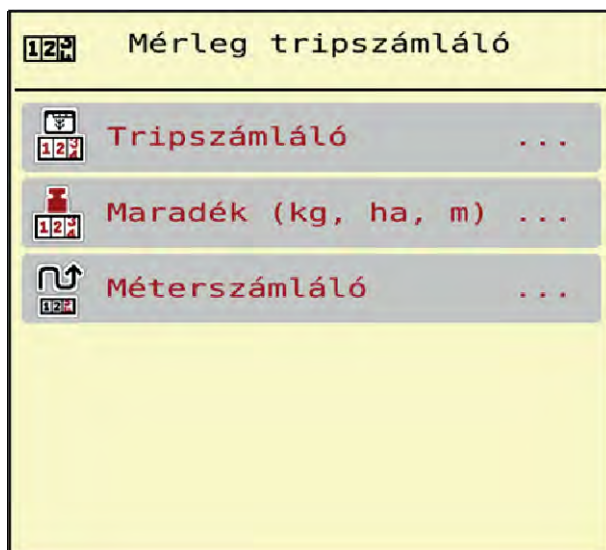 Mérleg tripszámláló
Tripszámláló ...
Maradék (kg, ha, m) ...
Méterszámláló ...